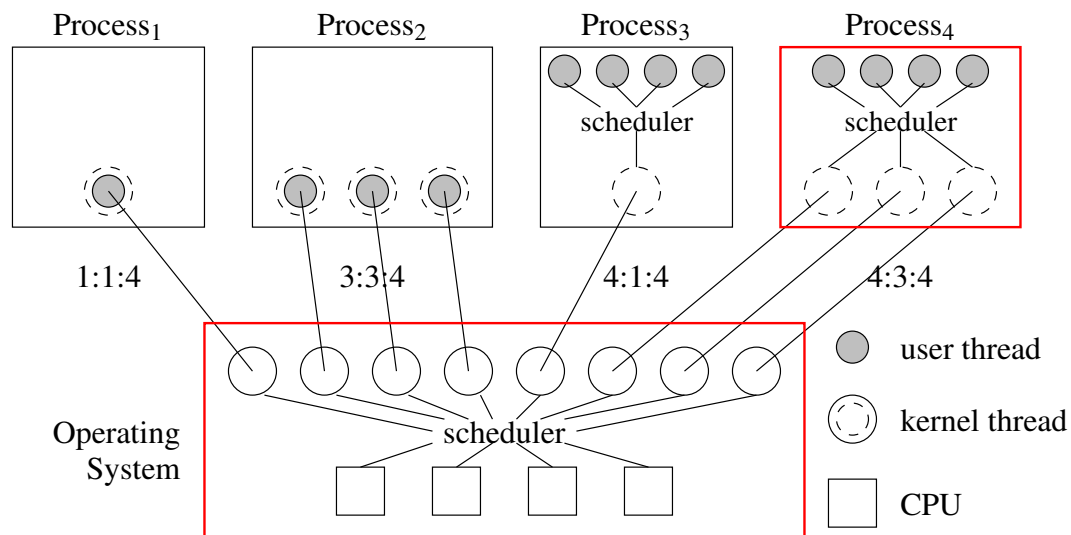 Process₁
Process₂
Process₃
Process₄
scheduler
scheduler
1:1:4
3:3:4
4:1:4
4:3:4
user thread
Operating
System
scheduler
kernel thread
CPU